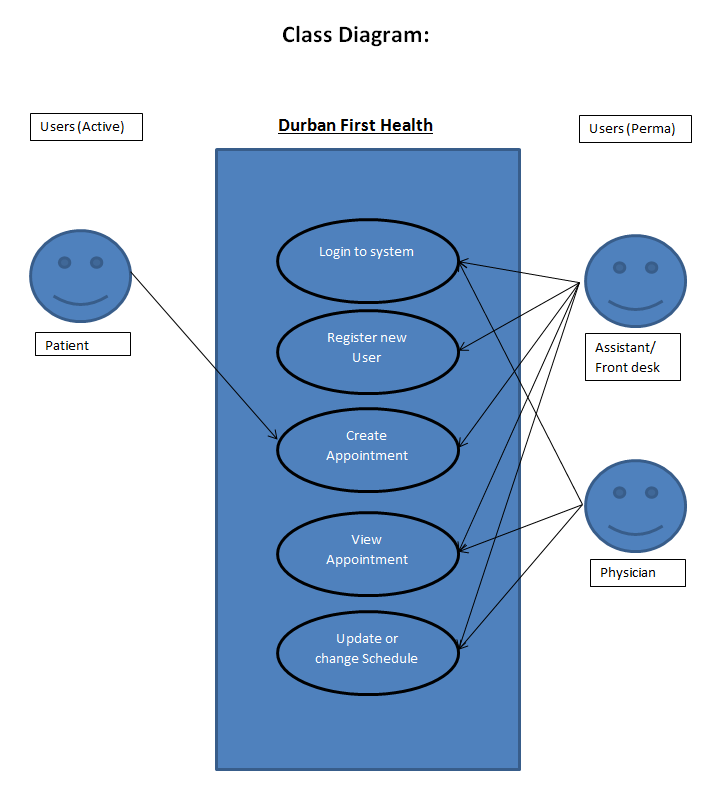 Class Diagram:
Users (Active)
Durban First Health
Users (Perma)
Login to system
Register new
User
Patient
Assistant/
Front desk
Create
Appointment
View
Appointment
Physician
Update or
change Schedule